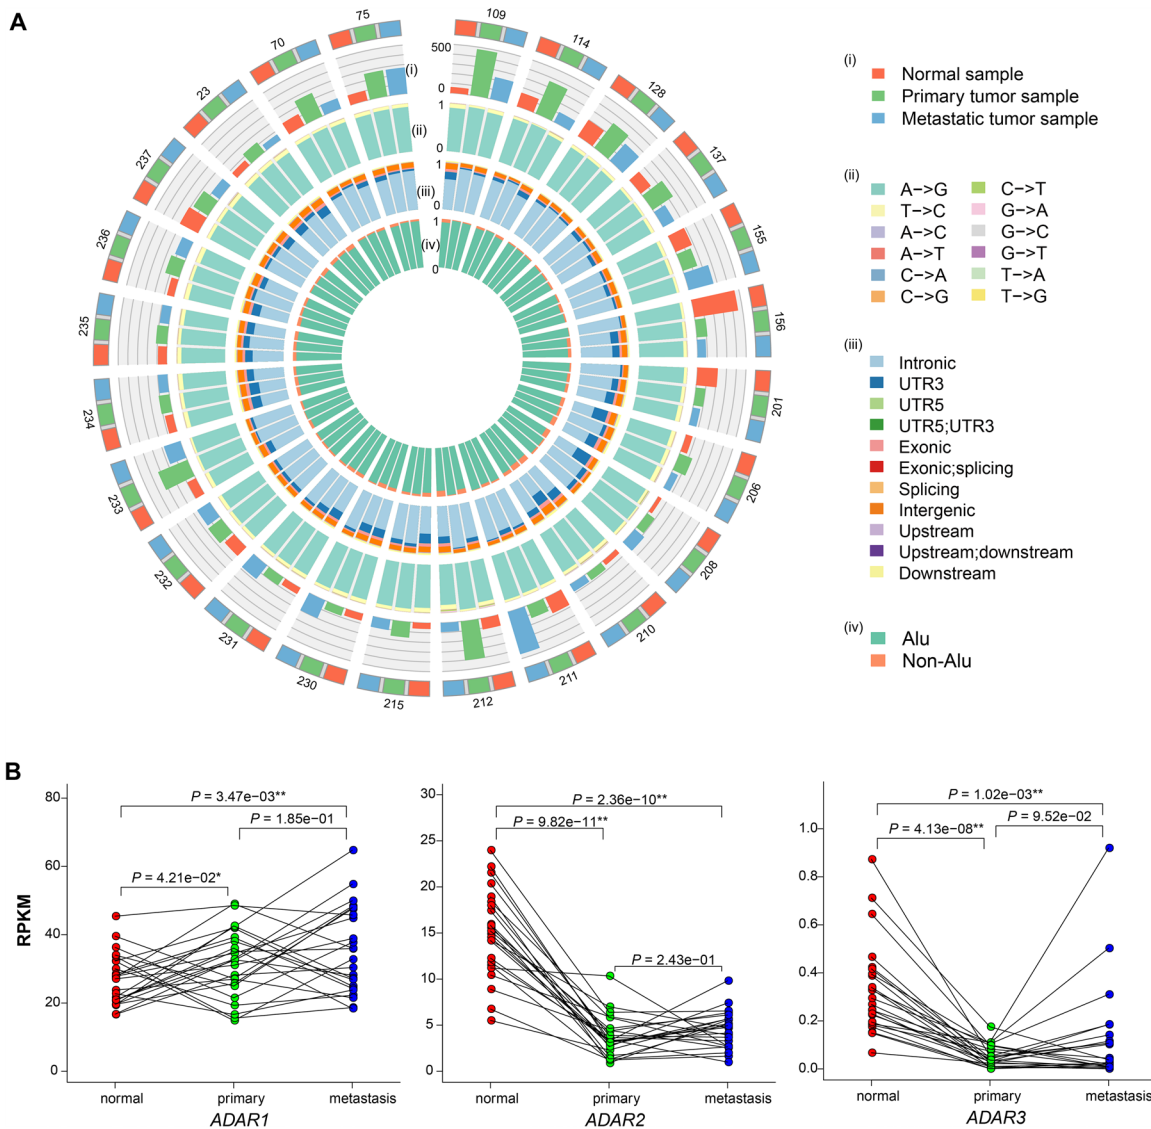 A
75
109
70
114
23
128
237
137
236
155
235
156
234
201
233
206
232
208
231
210
230
211
215
212
500
(i)
0
1
(ii)
0
1
(iii)
0
1
(iv)
0
(i)
Normal sample
Primary tumor sample
Metastatic tumor sample
(ii)
A−>G C−>T
T−>C G−>A
A−>C G−>C
A−>T G−>T
C−>A T−>A
C−>G T−>G
(iii)
Intronic
UTR3
UTR5
UTR5;UTR3
Exonic
Exonic;splicing
Splicing
Intergenic
Upstream
Upstream;downstream
Downstream
(iv)
Alu
Non-Alu
B
RPKM
80
60
40
20
0
P = 3.47e−03**
P = 1.85e−01
P = 4.21e−02*
normal primary metastasis
ADAR1
30
25
20
15
10
5
0
P = 2.36e−10**
P = 9.82e−11**
P = 2.43e−01
normal primary metastasis
ADAR2
1.0
0.8
0.6
0.4
0.2
0.0
P = 1.02e−03**
P = 9.52e−02
P = 4.13e−08**
normal primary metastasis
ADAR3